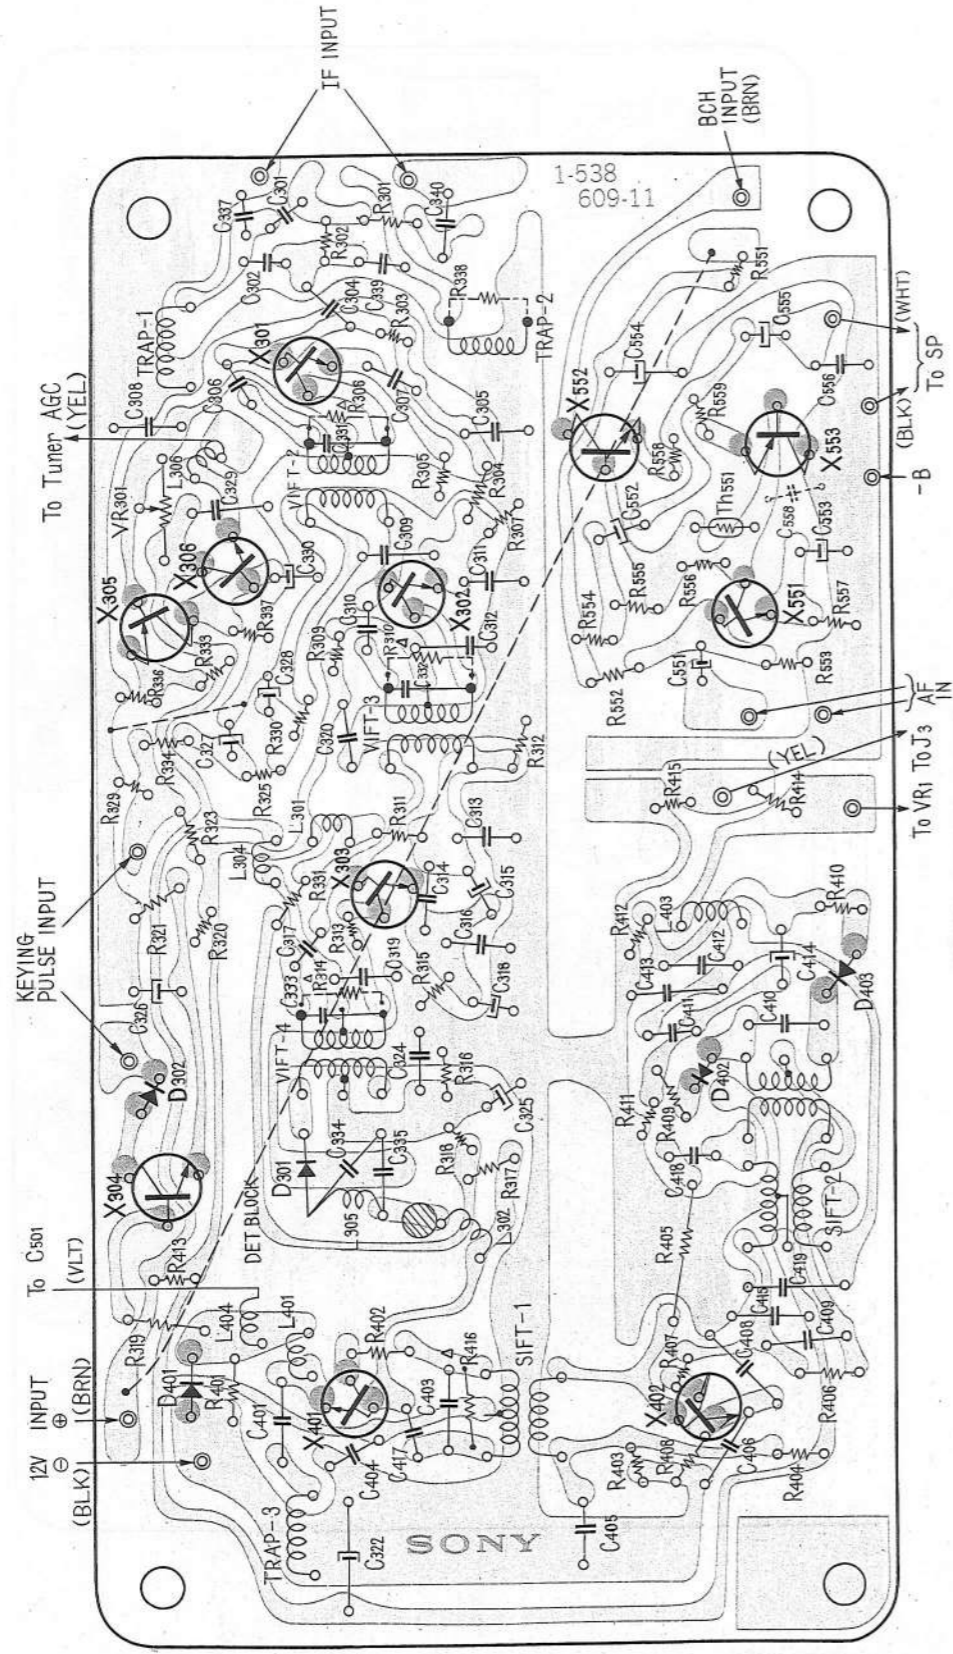 To Tuner AGC
(YEL)
IF INPUT
KEYING
PULSE INPUT
To C501
(VLT)
12V INPUT
⊖ ⊕
(BLK) (BRN)
BCH
INPUT
(BRN)
1-538
609-11
(WHT)
To SP
(BLK)
-B
AF
IN
To J3
(YEL)
To VR1
SONY
DET BLOCK
TRAP-1
TRAP-2
TRAP-3
VIFT-2
VIFT-3
VIFT-4
SIFT-1
SIFT-2
C337
C301
R301
C340
R302
C302
C304
C339
R303
R338
X301
C308
C306
C307
C305
R306
C331
L306
VR301
C329
R305
R304
R307
X305
X306
C330
C309
C311
X302
C310
R310
C312
C332
R309
R337
R333
R336
C328
R330
C320
R312
R334
C327
R325
R329
R323
L301
L304
R311
C313
X303
C314
C315
R331
C317
R313
C319
C316
R321
R320
C333
R314
R315
C318
C326
D302
C324
R316
C325
X304
D301
C334
C335
R318
R317
L305
L302
R413
R319
L404
L401
R402
D401
R401
C401
X401
C403
R416
C417
C404
C322
C405
R551
C555
C554
X552
R559
C556
X553
R558
C552
Th551
C558
C553
R555
R556
X551
R554
R557
R552
C551
R553
R415
R414
R412
L403
R410
C413
C412
C414
C411
C410
D403
D402
R411
R409
C418
R405
C419
C415
C409
R407
C408
X402
R406
R403
R408
C406
R404